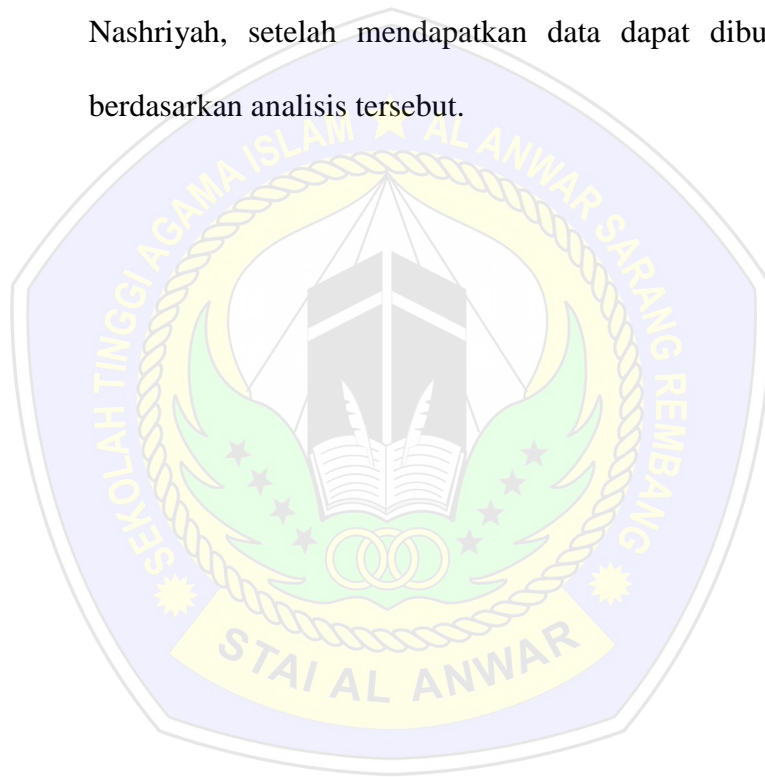 Nashriyah, setelah mendapatkan data dapat dibu
berdasarkan analisis tersebut.
SEKOLAH TINGGI AGAMA ISLAM ★ AL ANWAR SARANG REMBANG
STAI AL ANWAR